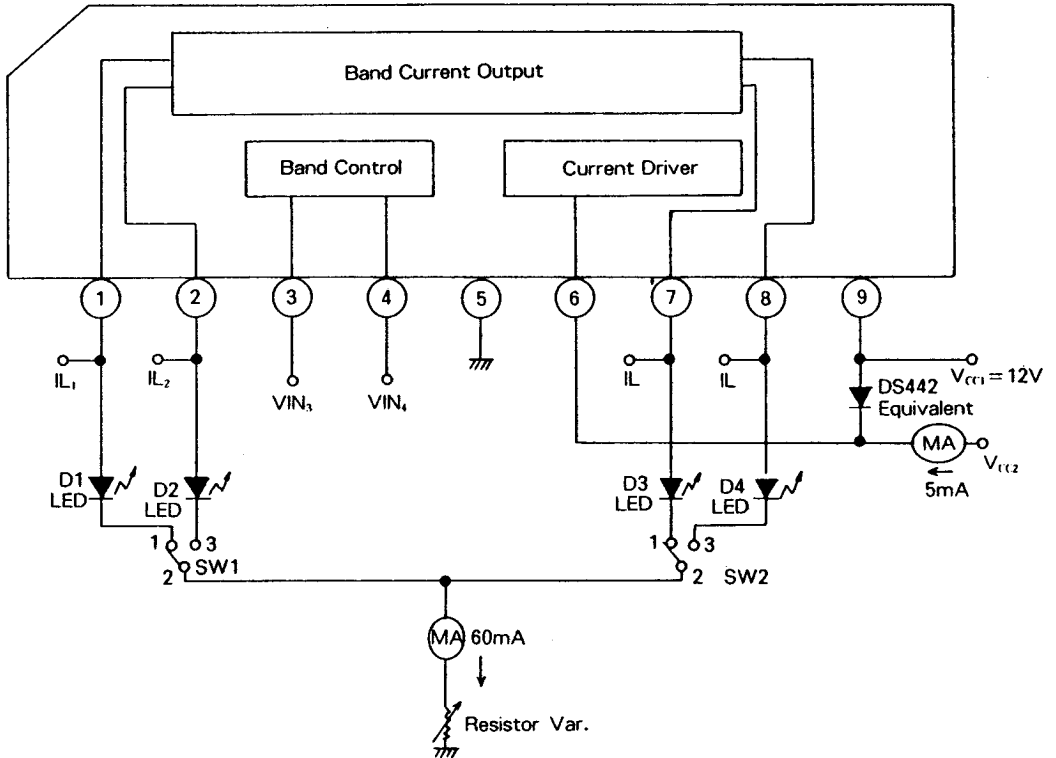 Band Current Output
Band Control
Current Driver
1 2 3 4 5 6 7 8 9
IL₁
IL₂
VIN₃
VIN₄
IL
IL
V_CC1 = 12V
DS442
Equivalent
MA
V_CC2
5mA
D1
LED
D2
LED
D3
LED
D4
LED
1 3
2 SW1
1 3
2 SW2
MA 60mA
Resistor Var.